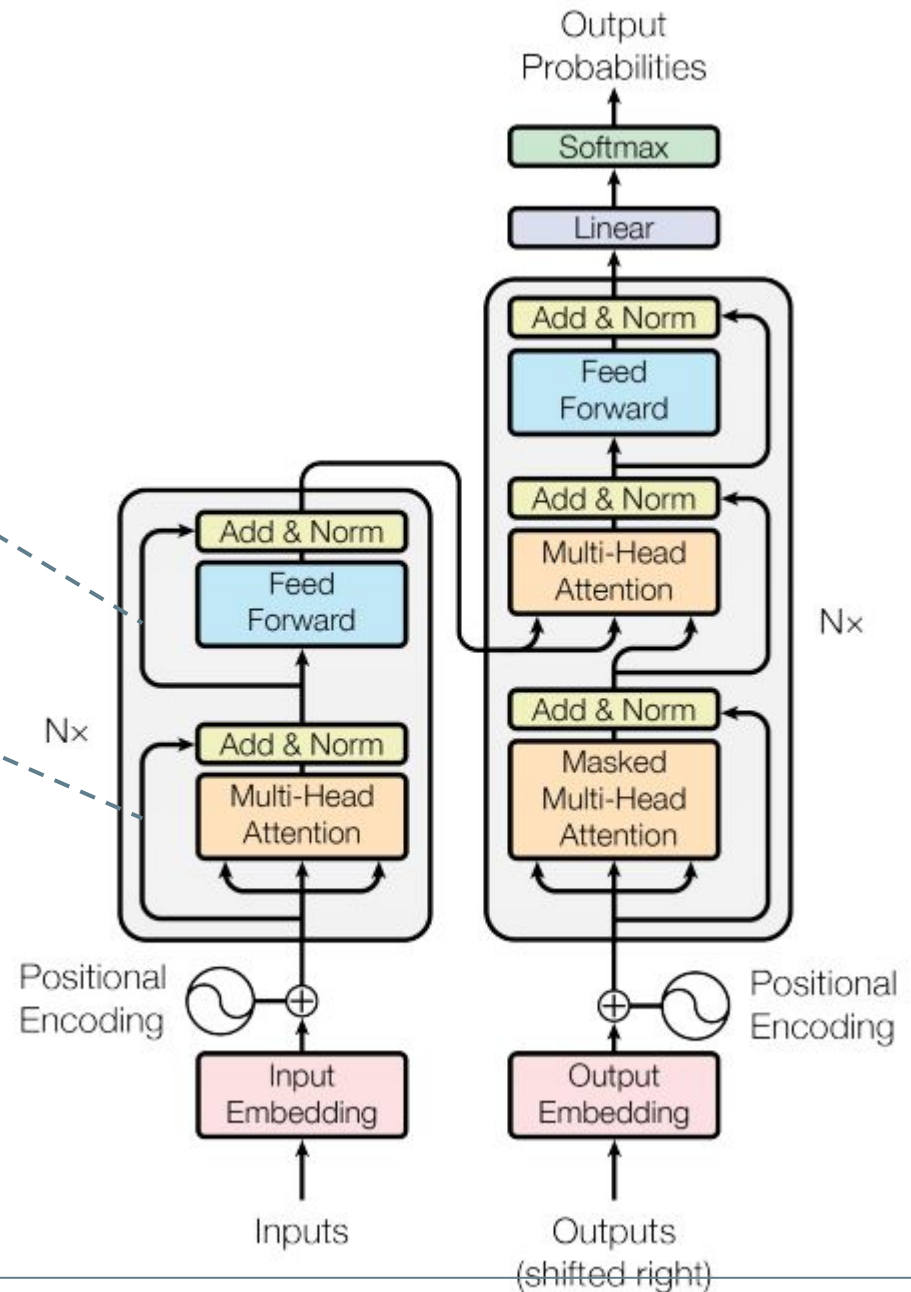 Output
Probabilities
Softmax
Linear
Add & Norm
Feed
Forward
Add & Norm
Multi-Head
Attention
Add & Norm
Masked
Multi-Head
Attention
Nx
Add & Norm
Feed
Forward
Nx
Add & Norm
Multi-Head
Attention
Positional
Encoding
Positional
Encoding
Input
Embedding
Output
Embedding
Inputs
Outputs
(shifted right)